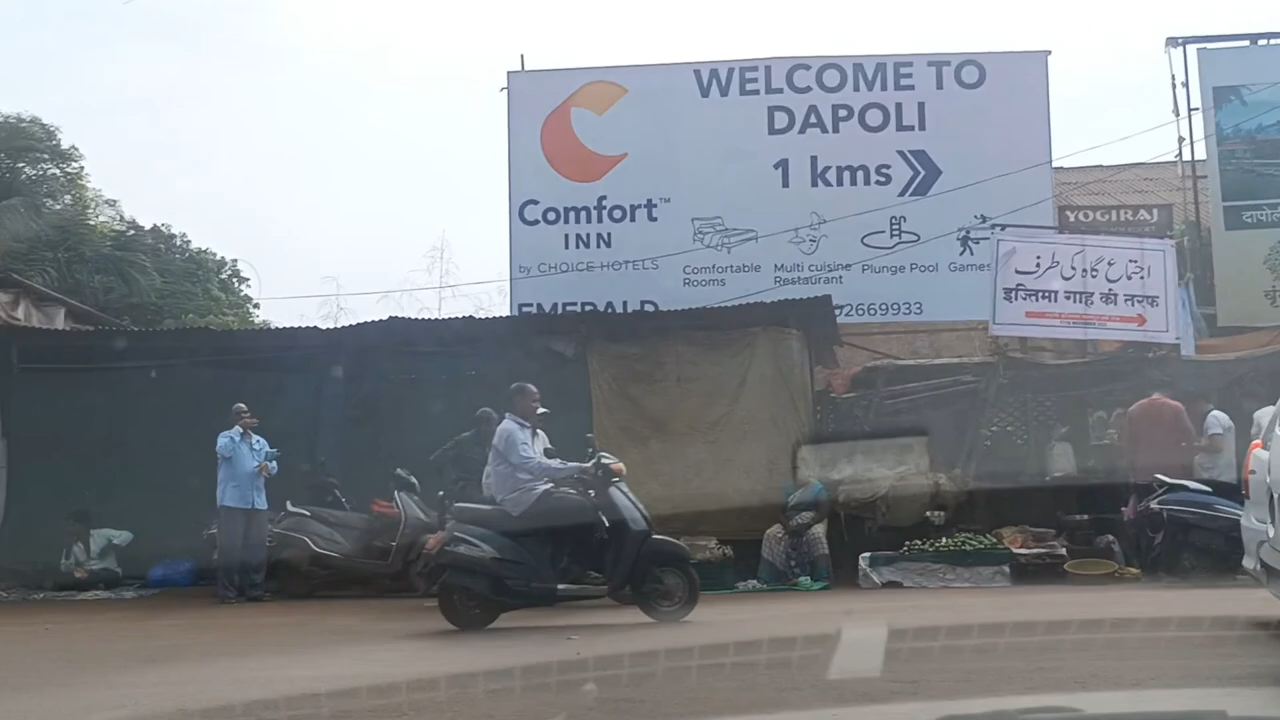 WELCOME TO
DAPOLI
1 kms
Comfort™
INN
by CHOICE HOTELS
Comfortable
Rooms
Multi cuisine
Restaurant
Plunge Pool
Games
EMERALD
2669933
YOGIRAJ
اجتماع گاہ کی طرف
इज्तिमा गाह की तरफ